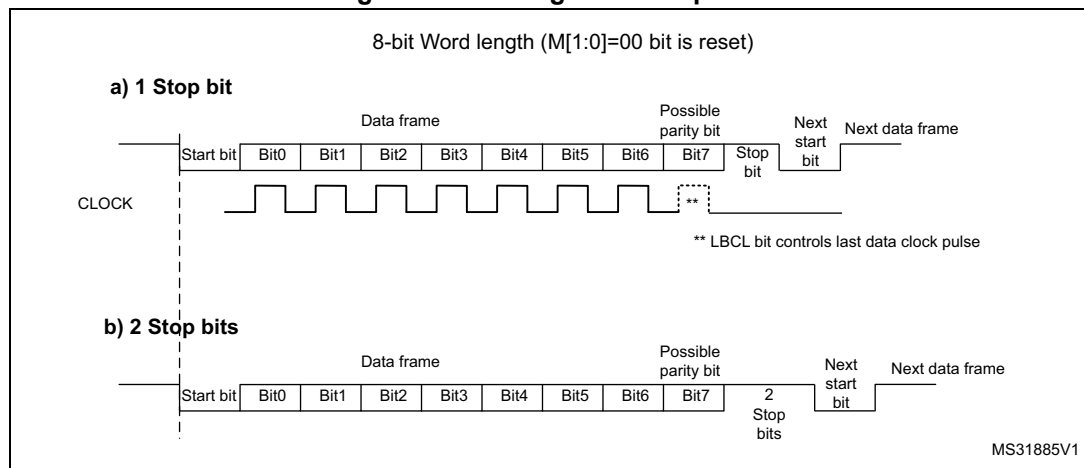 8-bit Word length (M[1:0]=00 bit is reset)
a) 1 Stop bit
Data frame
Possible
parity bit
Next
start
bit
Next data frame
Start bit Bit0 Bit1 Bit2 Bit3 Bit4 Bit5 Bit6 Bit7 Stop
bit
CLOCK
**
** LBCL bit controls last data clock pulse
b) 2 Stop bits
Data frame
Possible
parity bit
Next
start
bit
Next data frame
Start bit Bit0 Bit1 Bit2 Bit3 Bit4 Bit5 Bit6 Bit7 2
Stop
bits
MS31885V1